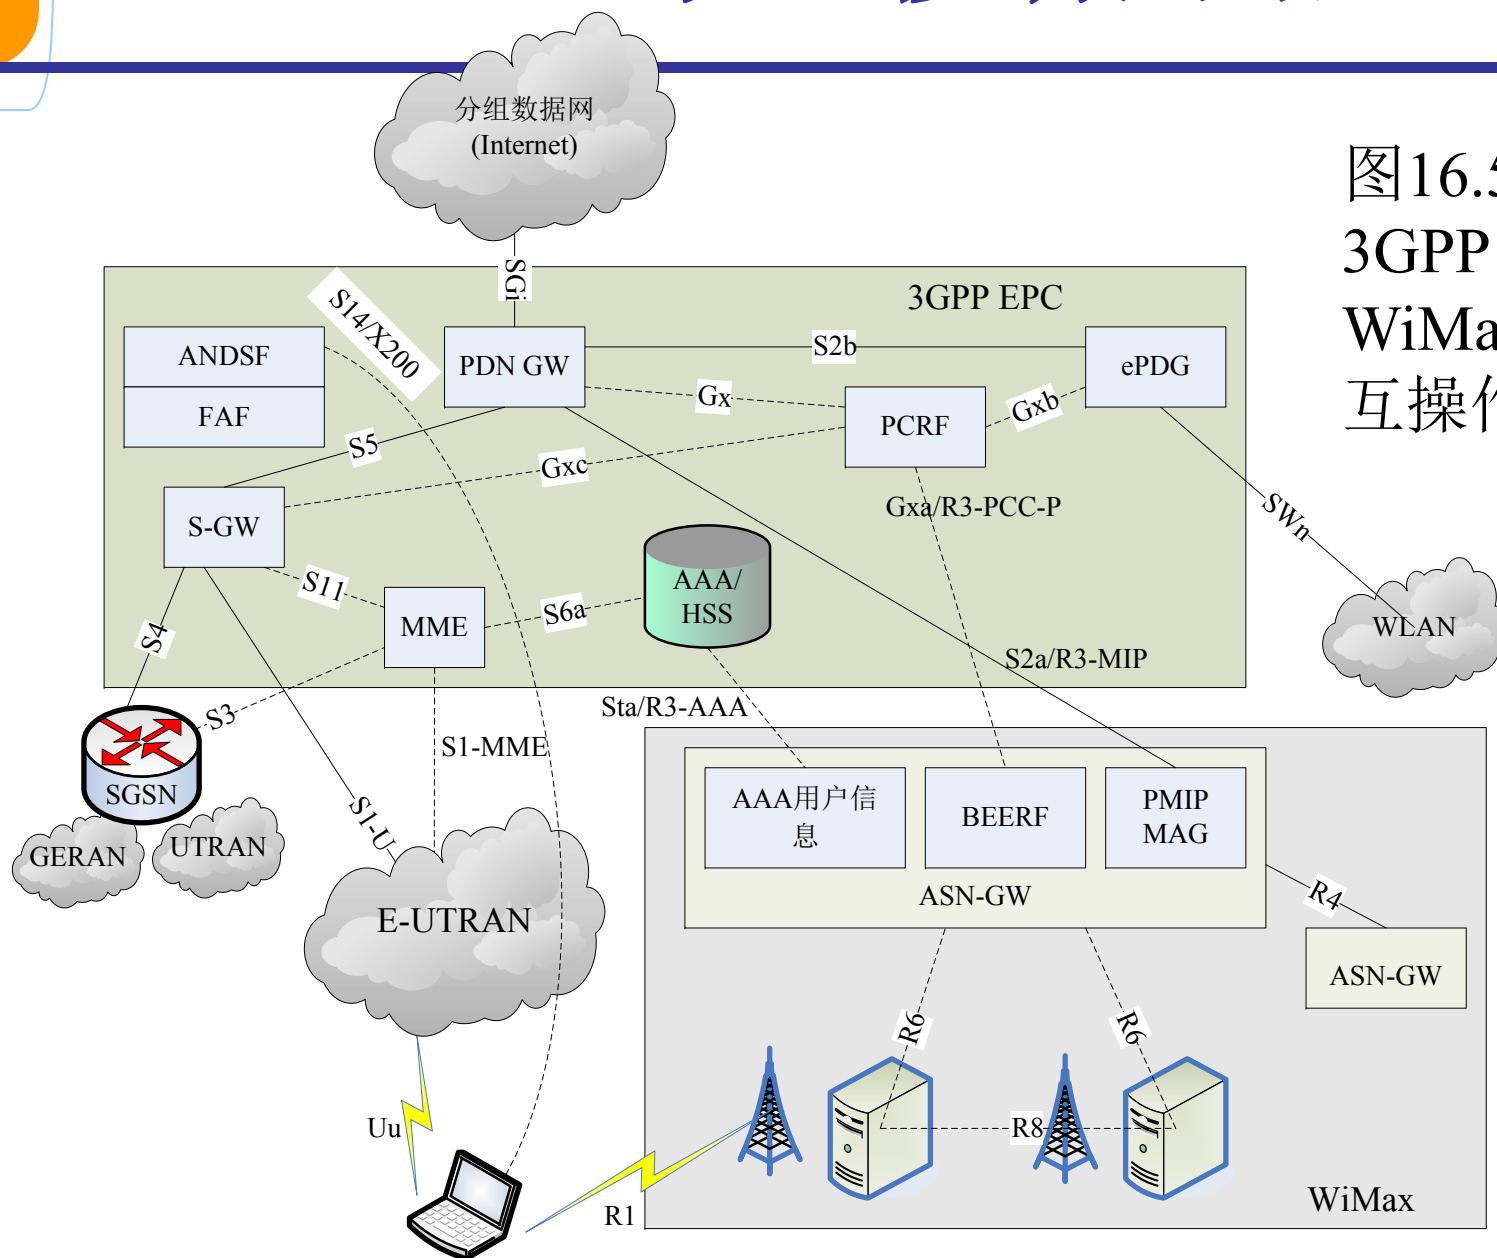 分组数据网
(Internet)
图16.5
3GPP
WiMa
互操作
SGi
3GPP EPC
S14/X200
ANDSF
FAF
PDN GW
S2b
ePDG
Gx
PCRF
Gxb
S5
Gxc
S-GW
Gxa/R3-PCC-P
SWn
S11
AAA/
HSS
MME
S6a
S4
WLAN
S2a/R3-MIP
S3
Sta/R3-AAA
S1-MME
SGSN
GERAN
UTRAN
S1-U
AAA用户信
息
BEERF
PMIP
MAG
ASN-GW
R4
E-UTRAN
ASN-GW
R6
R6
Uu
R8
R1
WiMax